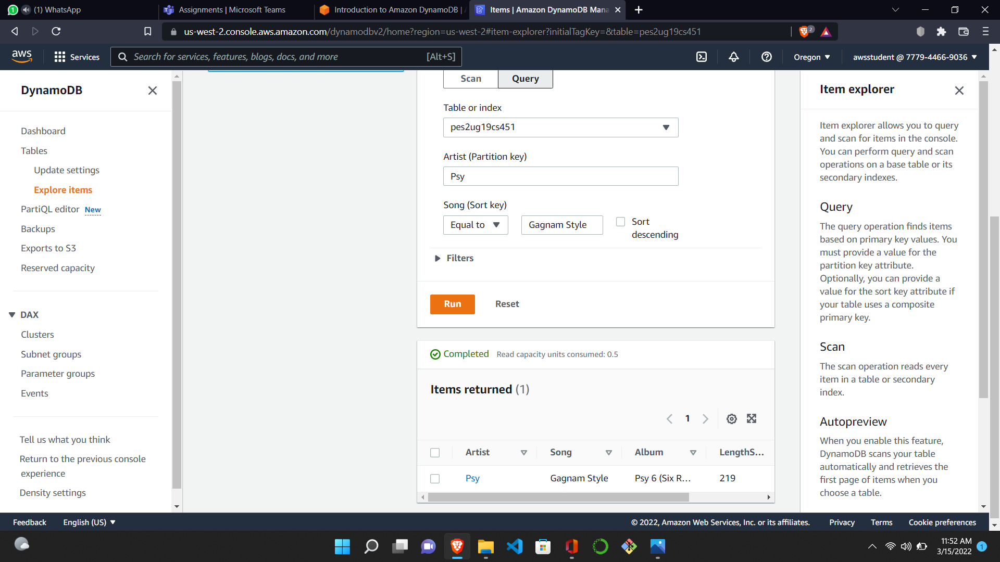 (1) WhatsApp
Assignments | Microsoft Teams
Introduction to Amazon DynamoDB |
Items | Amazon DynamoDB Mana
us-west-2.console.aws.amazon.com/dynamodbv2/home?region=us-west-2#item-explorer?initialTagKey=&table=pes2ug19cs451
2
aws
Services
Search for services, features, blogs, docs, and more
[Alt+S]
Oregon
awsstudent @ 7779-4466-9036
DynamoDB
Dashboard
Tables
Update settings
Explore items
PartiQL editor New
Backups
Exports to S3
Reserved capacity
DAX
Clusters
Subnet groups
Parameter groups
Events
Tell us what you think
Return to the previous console
experience
Density settings
Scan
Query
Table or index
pes2ug19cs451
Artist (Partition key)
Psy
Song (Sort key)
Equal to
Gagnam Style
Sort
descending
Filters
Run
Reset
Completed
Read capacity units consumed: 0.5
Items returned (1)
1
Artist
Song
Album
LengthS...
Psy
Gagnam Style
Psy 6 (Six R...
219
Item explorer
Item explorer allows you to query
and scan for items in the console.
You can perform query and scan
operations on a base table or its
secondary indexes.
Query
The query operation finds items
based on primary key values. You
must provide a value for the
partition key attribute.
Optionally, you can provide a
value for the sort key attribute if
your table uses a composite
primary key.
Scan
The scan operation reads every
item in a table or secondary
index.
Autopreview
When you enable this feature,
DynamoDB scans your table
automatically and retrieves the
first page of items when you
choose a table.
Feedback
English (US)
© 2022, Amazon Web Services, Inc. or its affiliates.
Privacy
Terms
Cookie preferences
11:52 AM
3/15/2022
1